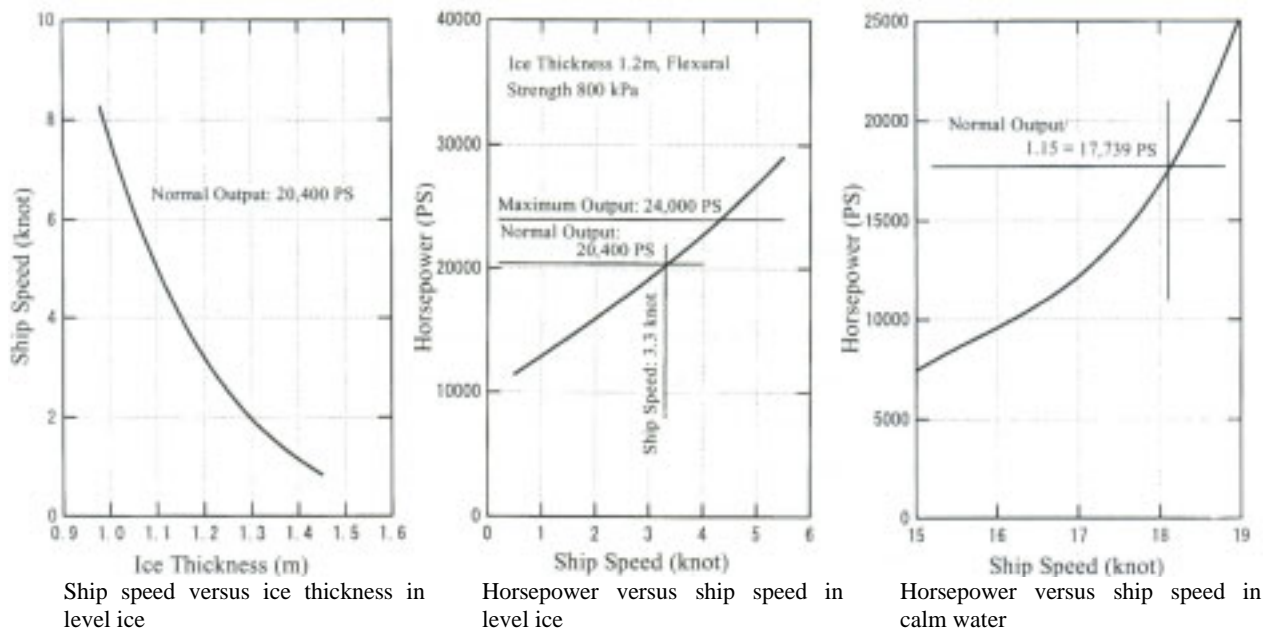 10
8
6
4
2
0
0.9
1.0
1.1
1.2
1.3
1.4
1.5
1.6
Ship Speed (knot)
Ice Thickness (m)
Normal Output: 20,400 PS
Ship speed versus ice thickness in
level ice
40000
30000
20000
10000
0
0
1
2
3
4
5
6
Horsepower (PS)
Ship Speed (knot)
Ice Thickness 1.2m, Flexural
Strength 800 kPa
Maximum Output: 24,000 PS
Normal Output:
20,400 PS
Ship Speed: 3.3 knot
Horsepower versus ship speed in
level ice
25000
20000
15000
10000
5000
0
15
16
17
18
19
Horsepower (PS)
Ship Speed (knot)
Normal Output/
1.15 = 17,739 PS
Horsepower versus ship speed in
calm water